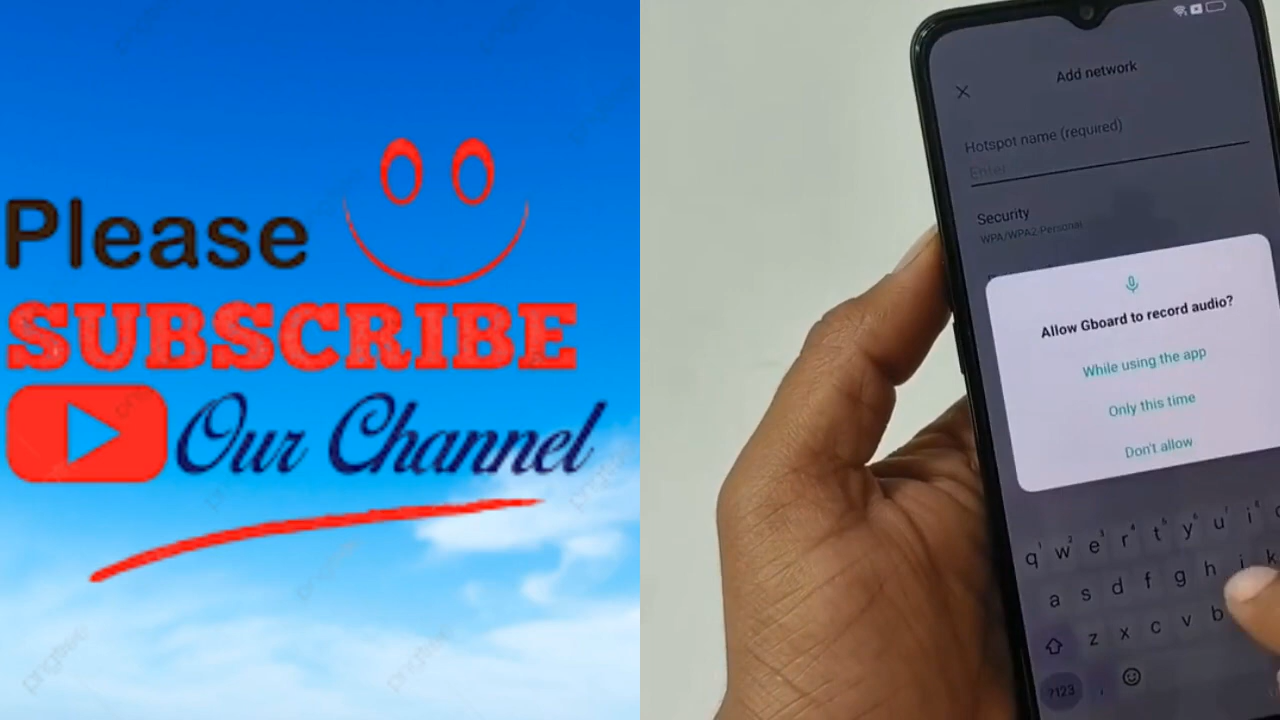 Please
SUBSCRIBE
Our Channel
Add network
Hotspot name (required)
Enter
Security
WPA/WPA2-Personal
Allow Gboard to record audio?
While using the app
Only this time
Don't allow
q w e r t y u i
a s d f g h j k
z x c v b
?123 ,